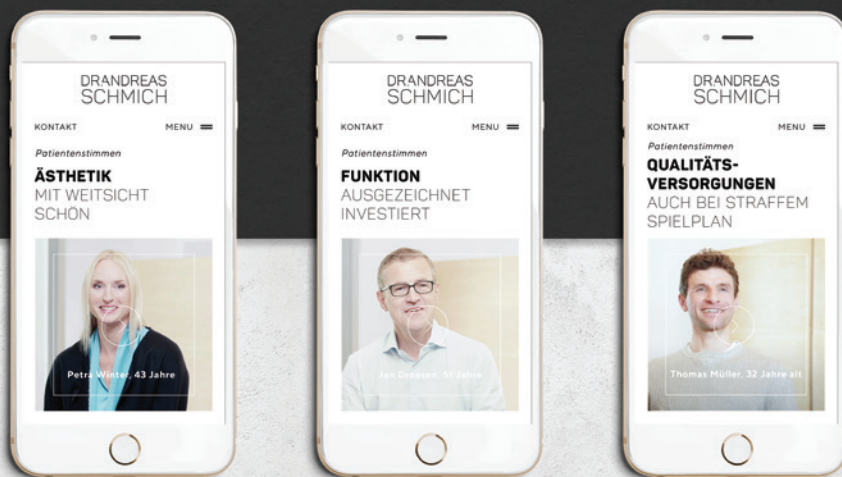 DRANDREAS
SCHMICH
KONTAKT
MENU
Patientenstimmen
ÄSTHETIK
MIT WEITSICHT
SCHÖN
Petra Winter, 43 Jahre
DRANDREAS
SCHMICH
KONTAKT
MENU
Patientenstimmen
FUNKTION
AUSGEZEICHNET
INVESTIERT
Jahre
DRANDREAS
SCHMICH
KONTAKT
MENU
Patientenstimmen
QUALITÄTS-
VERSORGUNGEN
AUCH BEI STRAFFEM
SPIELPLAN
Thomas Müller, 32 Jahre alt